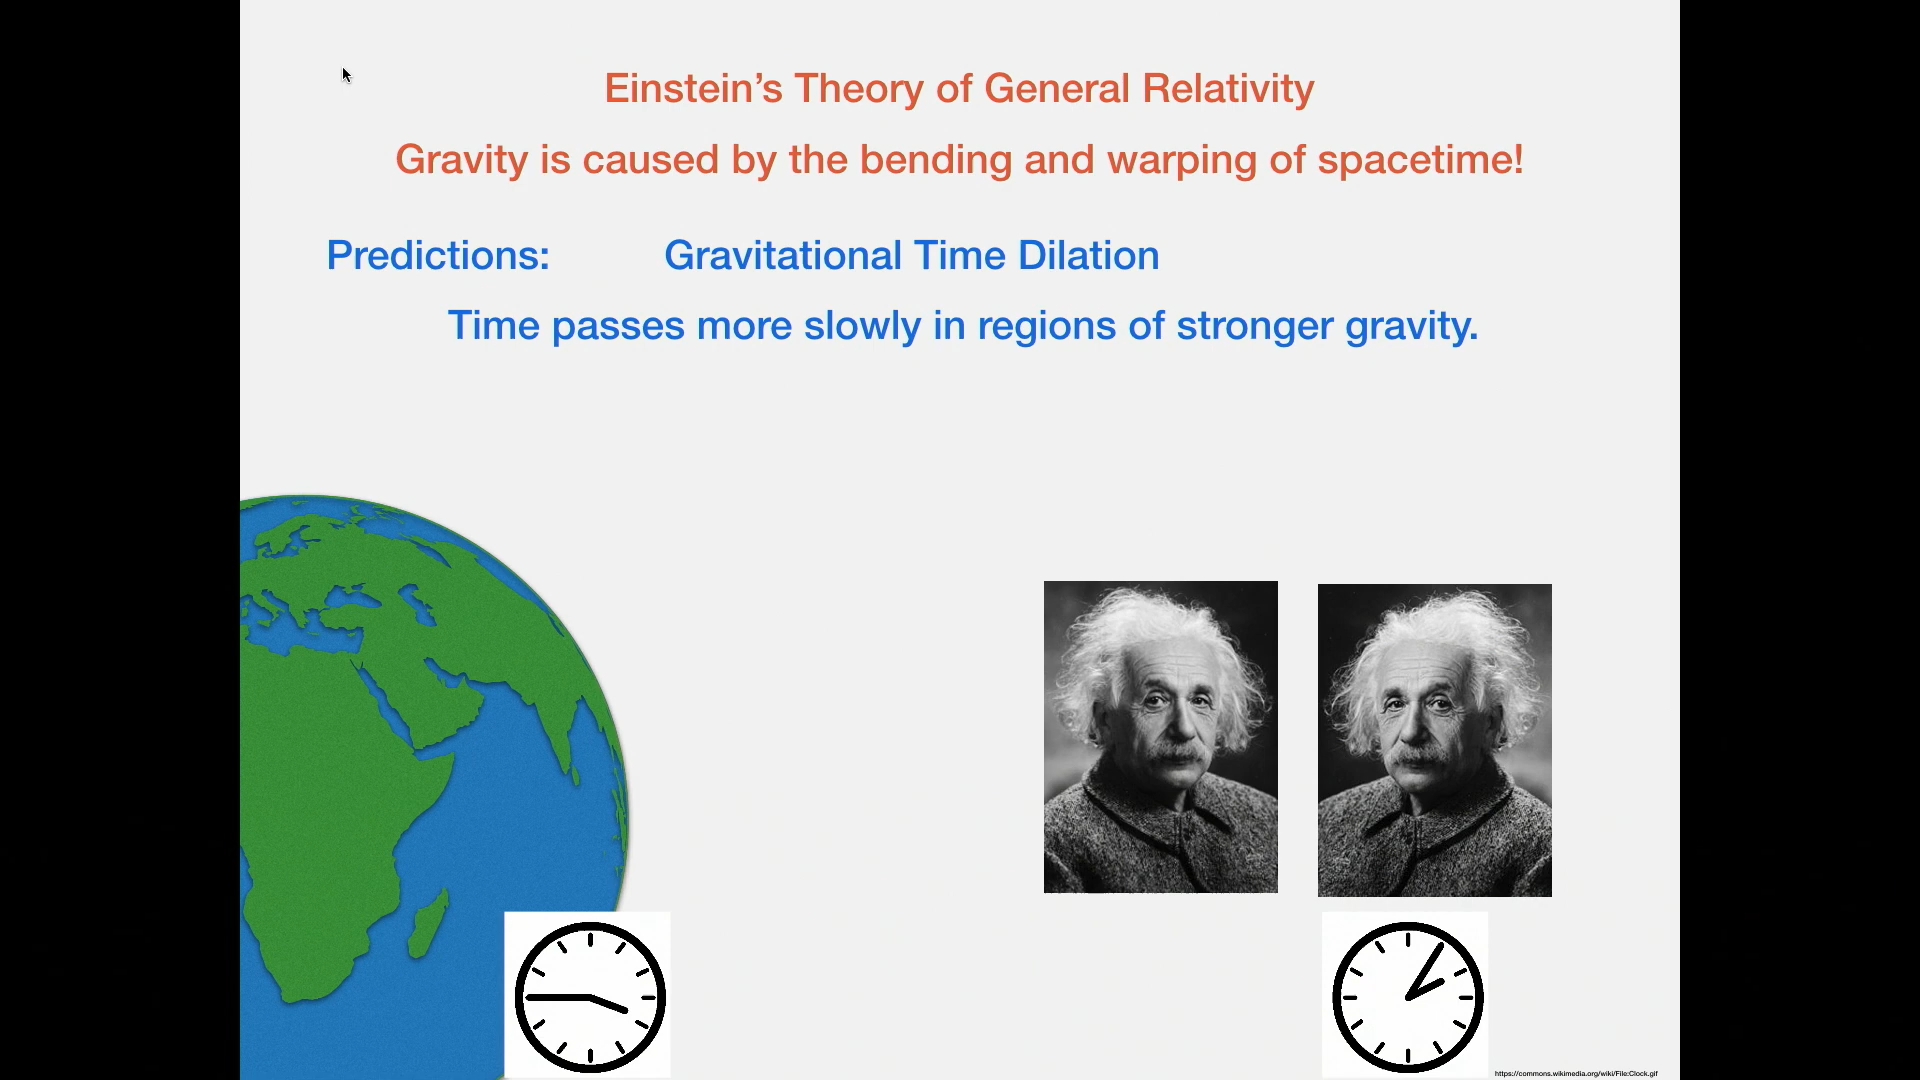 Einstein’s Theory of General Relativity
Gravity is caused by the bending and warping of spacetime!
Predictions: Gravitational Time Dilation
Time passes more slowly in regions of stronger gravity.
https://commons.wikimedia.org/wiki/File:Clock.gif